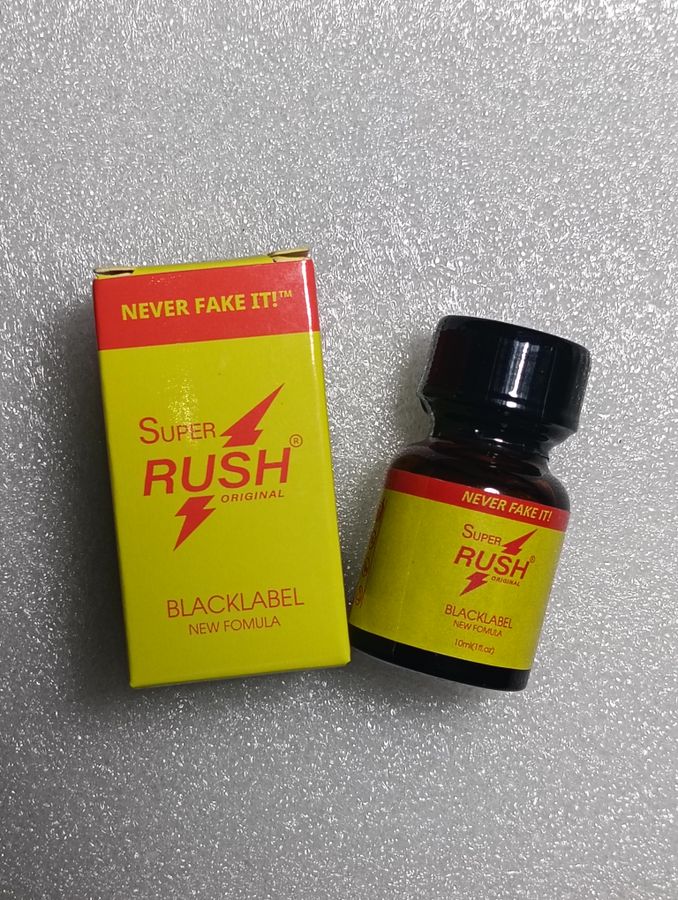 NEVER FAKE IT!™
SUPER
RUSH®
ORIGINAL
BLACKLABEL
NEW FOMULA
NEVER FAKE IT!
SUPER
RUSH®
ORIGINAL
BLACKLABEL
NEW FOMULA
10ml(1fl.oz)